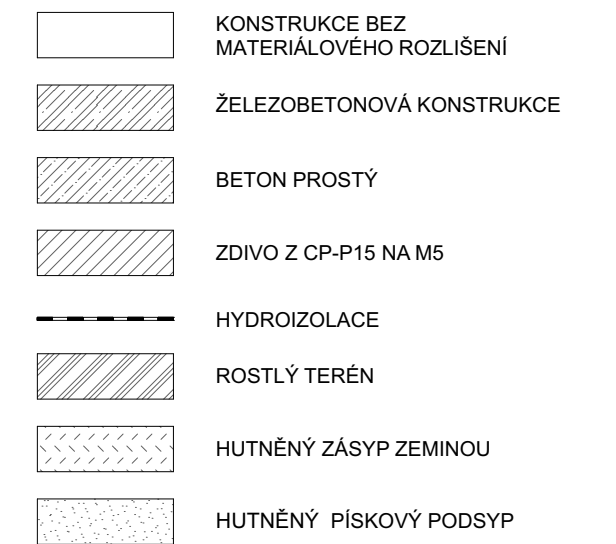 KONSTRUKCE BEZ
MATERIÁLOVÉHO ROZLIŠENÍ
ŽELEZOBETONOVÁ KONSTRUKCE
BETON PROSTÝ
ZDIVO Z CP-P15 NA M5
HYDROIZOLACE
ROSTLÝ TERÉN
HUTNĚNÝ ZÁSYP ZEMINOU
HUTNĚNÝ PÍSKOVÝ PODSYP